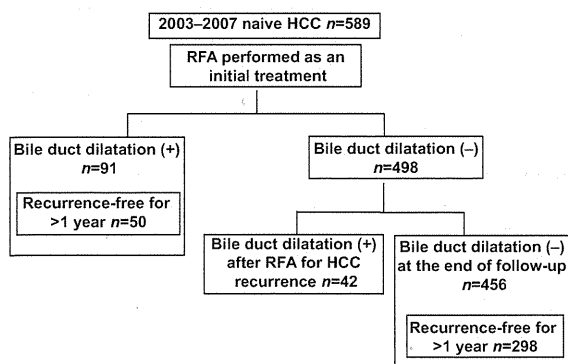 2003–2007 naive HCC n=589
RFA performed as an
initial treatment
Bile duct dilatation (+)
n=91
Recurrence-free for
>1 year n=50
Bile duct dilatation (–)
n=498
Bile duct dilatation (+)
after RFA for HCC
recurrence n=42
Bile duct dilatation (–)
at the end of follow-up
n=456
Recurrence-free for
>1 year n=298